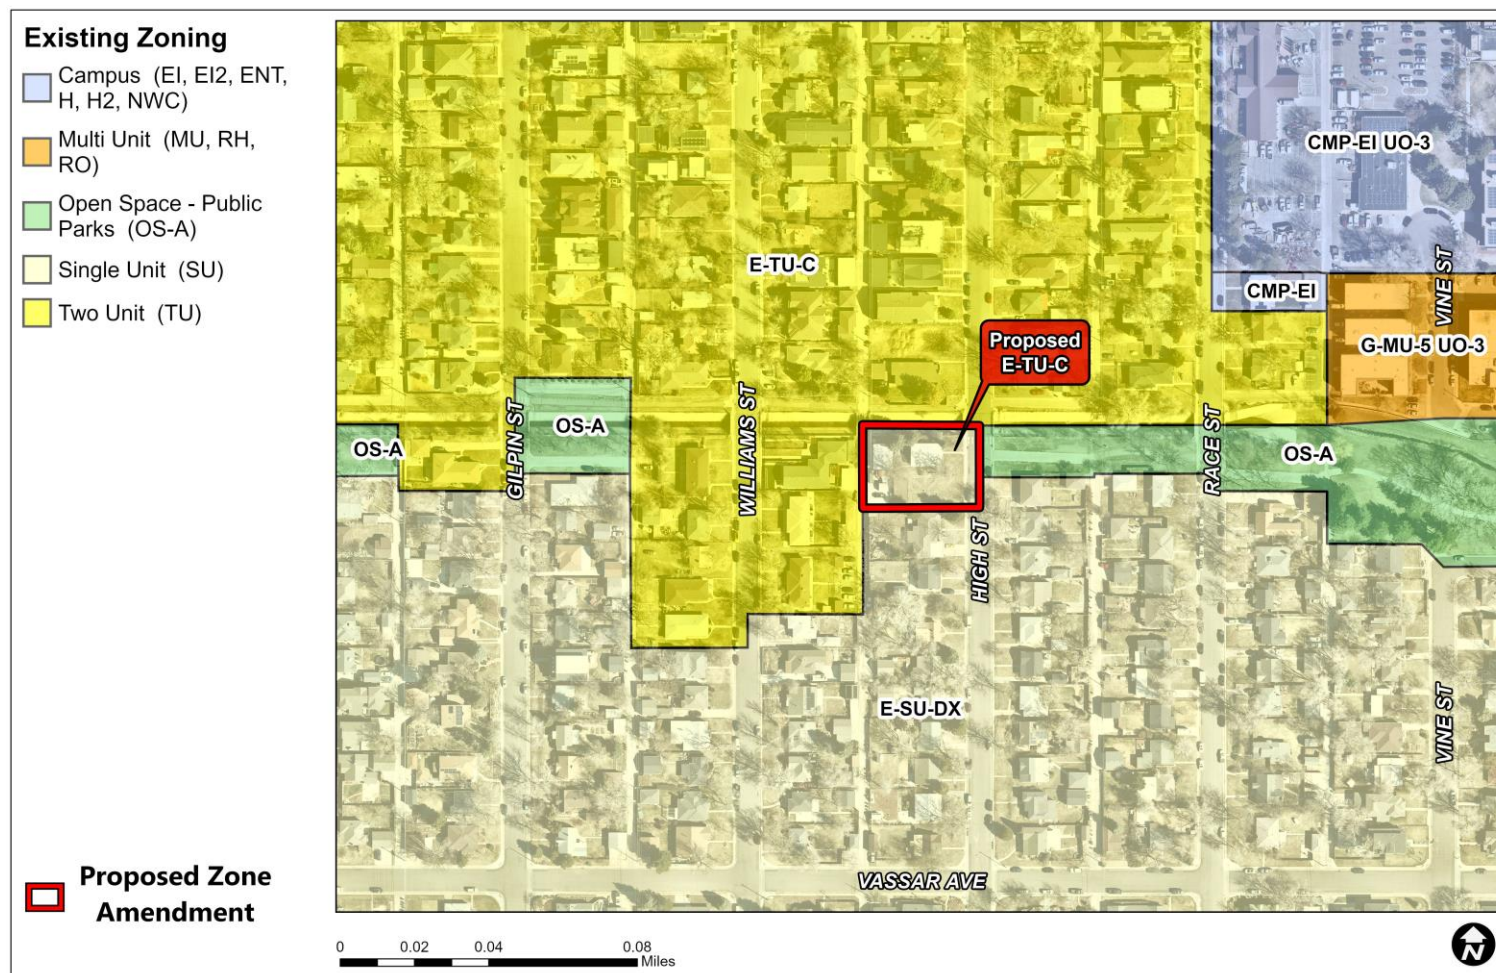 Existing Zoning
Campus (EI, EI2, ENT,
H, H2, NWC)
Multi Unit (MU, RH,
RO)
Open Space - Public
Parks (OS-A)
Single Unit (SU)
Two Unit (TU)
Proposed Zone
Amendment
CMP-EI UO-3
E-TU-C
CMP-EI
VINE ST
G-MU-5 UO-3
Proposed
E-TU-C
OS-A
GILPIN ST
OS-A
WILLIAMS ST
RACE ST
OS-A
HIGH ST
E-SU-DX
VINE ST
VASSAR AVE
0 0.02 0.04 0.08
Miles
N